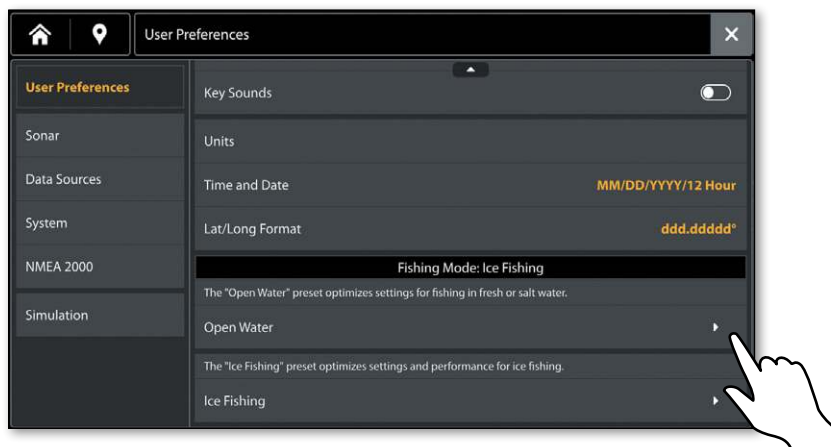 User Preferences
User Preferences
Key Sounds
Sonar
Units
Data Sources
Time and Date MM/DD/YYYY/12 Hour
System
Lat/Long Format ddd.ddddd°
NMEA 2000
Fishing Mode: Ice Fishing
The "Open Water" preset optimizes settings for fishing in fresh or salt water.
Simulation
Open Water
The "Ice Fishing" preset optimizes settings and performance for ice fishing.
Ice Fishing